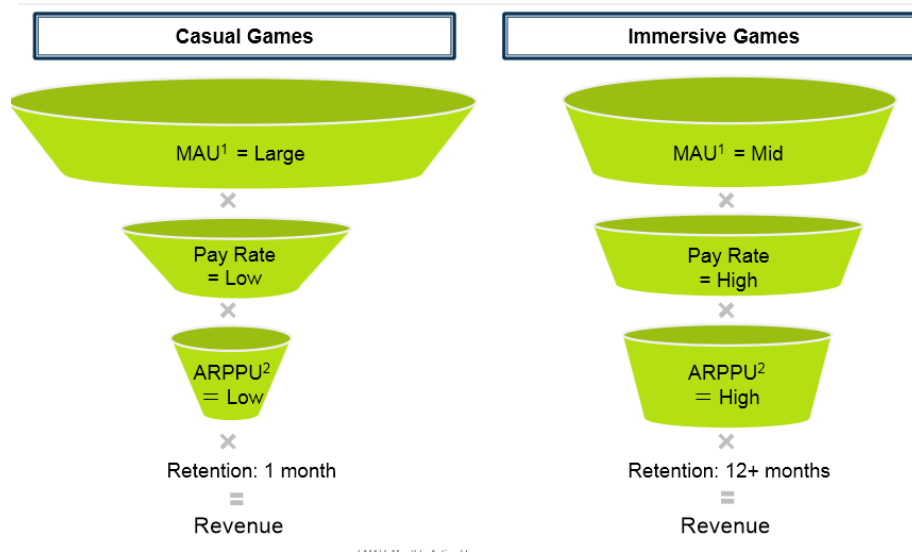 Casual Games
MAU¹ = Large
×
Pay Rate
= Low
×
ARPPU²
= Low
×
Retention: 1 month
=
Revenue
Immersive Games
MAU¹ = Mid
×
Pay Rate
= High
×
ARPPU²
= High
×
Retention: 12+ months
=
Revenue